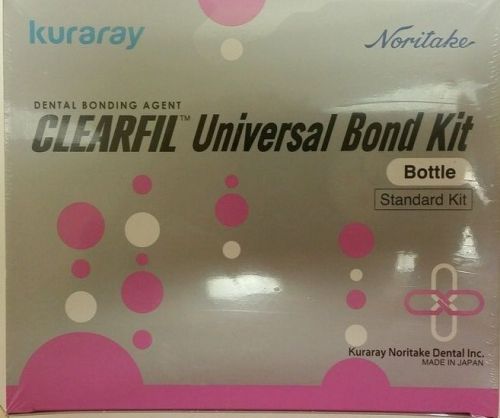 kuraray
Noritake
DENTAL BONDING AGENT
CLEARFIL™ Universal Bond Kit
Bottle
Standard Kit
Kuraray Noritake Dental Inc.
MADE IN JAPAN